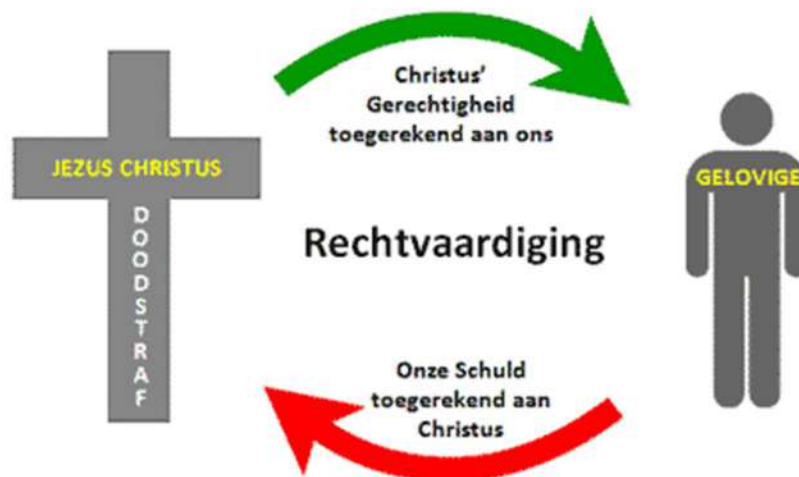 Christus'
Gerechtigheid
toegerekend aan ons
JEZUS CHRISTUS
DOODSTRAF
GELOVIGE
Rechtvaardiging
Onze Schuld
toegerekend aan
Christus